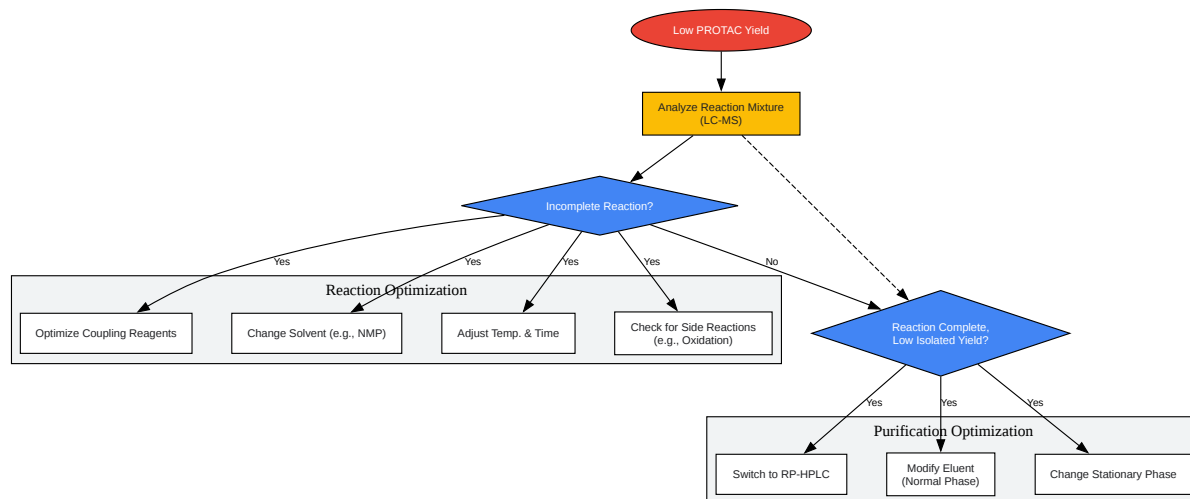 Low PROTAC Yield
Analyze Reaction Mixture
(LC-MS)
Incomplete Reaction?
Yes
Yes
Yes
Yes
No
Reaction Optimization
Optimize Coupling Reagents
Change Solvent (e.g., NMP)
Adjust Temp. & Time
Check for Side Reactions
(e.g., Oxidation)
Reaction Complete,
Low Isolated Yield?
Yes
Yes
Yes
Purification Optimization
Switch to RP-HPLC
Modify Eluent
(Normal Phase)
Change Stationary Phase